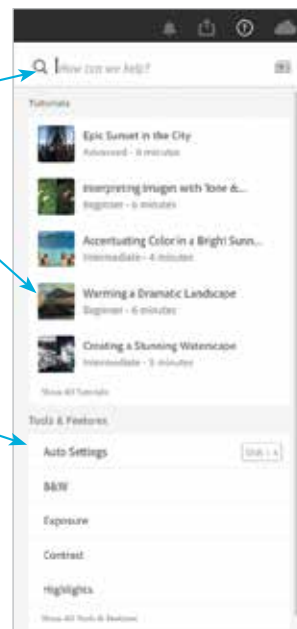 How can we help?
Tutorials
Epic Sunset in the City
Advanced - 8 minutes
Interpreting Images with Tone &...
Beginner - 6 minutes
Accentuating Color in a Bright Sunn...
Intermediate - 4 minutes
Warming a Dramatic Landscape
Beginner - 6 minutes
Creating a Stunning Waterscape
Intermediate - 5 minutes
Show All Tutorials
Tools & Features
Auto Settings
B&W
Exposure
Contrast
Highlights
Show All Tools & Features